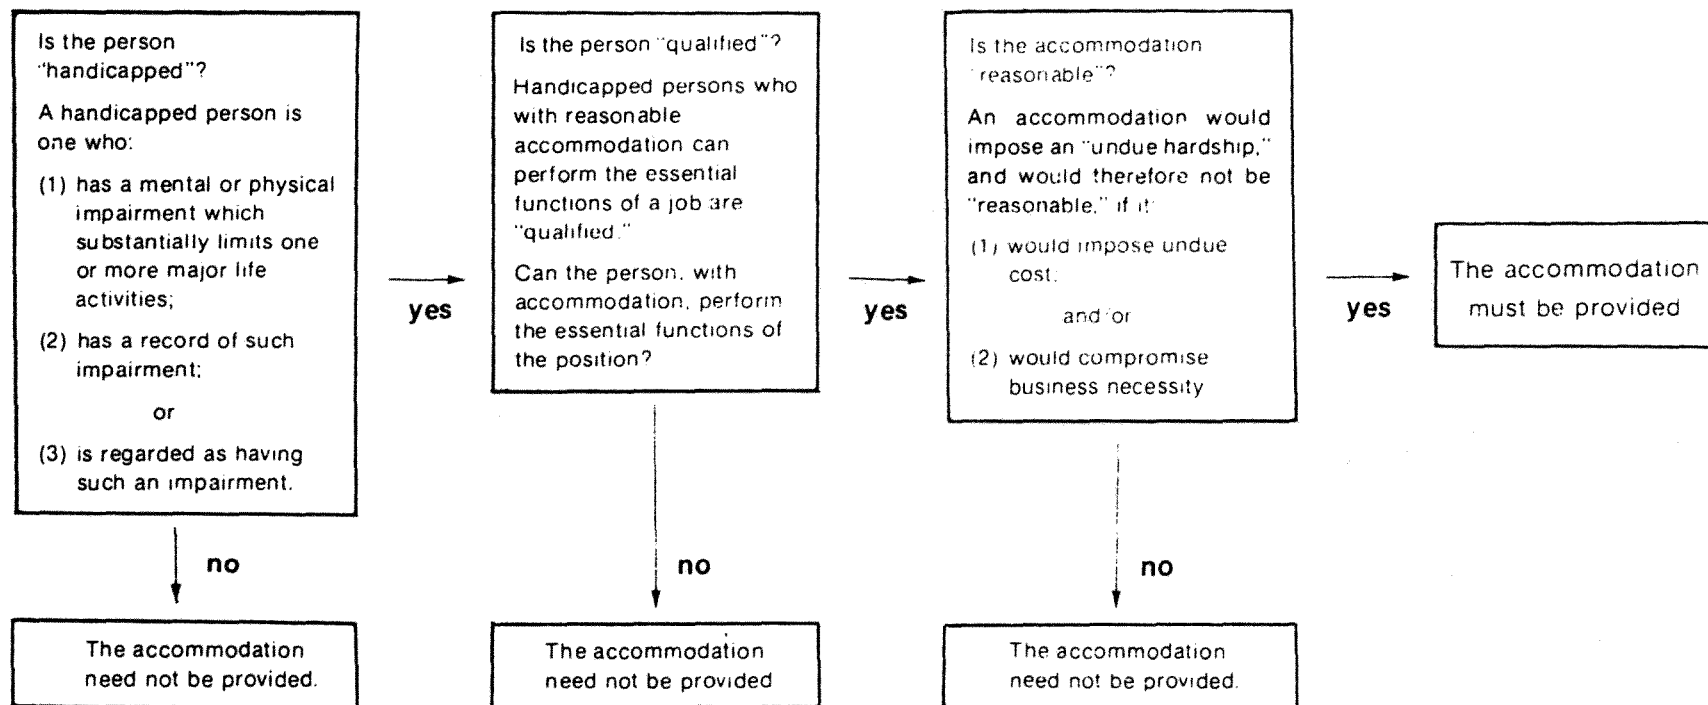 Is the person
"handicapped"?
A handicapped person is
one who:
(1) has a mental or physical
impairment which
substantially limits one
or more major life
activities;
(2) has a record of such
impairment;
or
(3) is regarded as having
such an impairment.
yes
no
The accommodation
need not be provided.
Is the person "qualified"?
Handicapped persons who
with reasonable
accommodation can
perform the essential
functions of a job are
"qualified."
Can the person, with
accommodation, perform
the essential functions of
the position?
yes
no
The accommodation
need not be provided
Is the accommodation
"reasonable"?
An accommodation would
impose an "undue hardship,"
and would therefore not be
"reasonable," if it:
(1) would impose undue
cost;
and/or
(2) would compromise
business necessity
yes
no
The accommodation
need not be provided.
The accommodation
must be provided